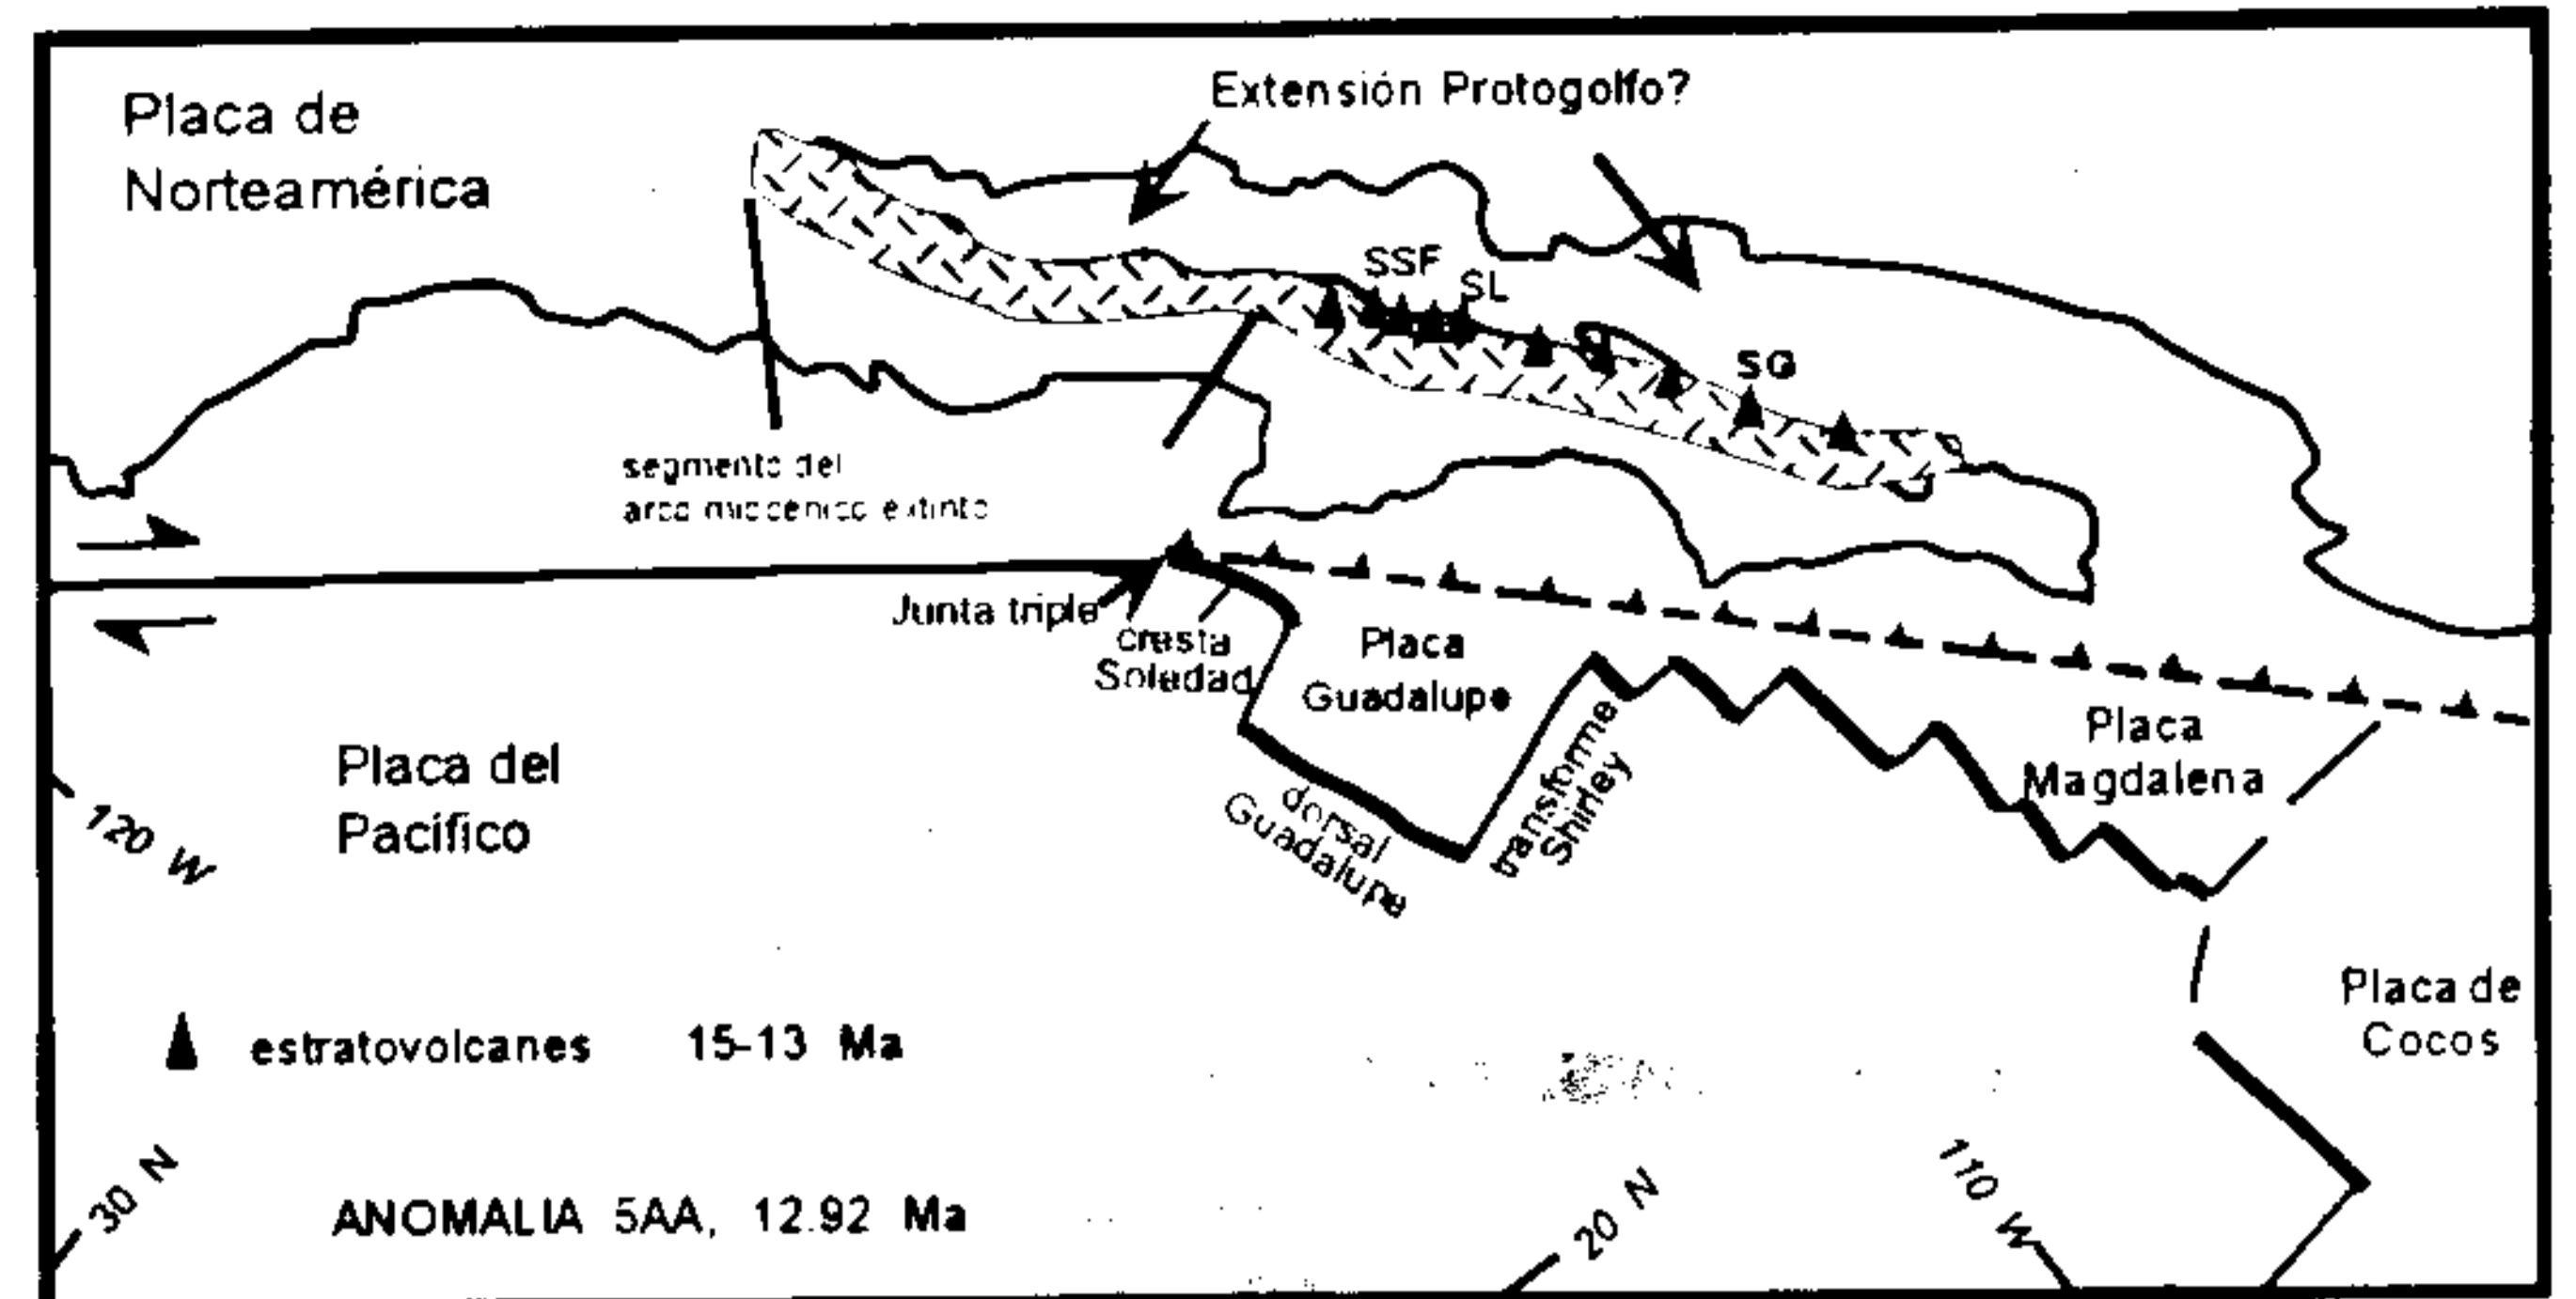 Extensión Protogolfo?
Placa de
Norteamérica
SSF
SL
SG
segmento del
arco miocenico extinto
Junta triple
cresta
Soledad
Placa
Guadalupe
transforme
Shirley
dorsal
Guadalupe
Placa
Magdalena
Placa del
Pacífico
120 W
Placa de
Cocos
estratovolcanes 15-13 Ma
30 N
ANOMALIA 5AA, 12.92 Ma
20 N
110 W